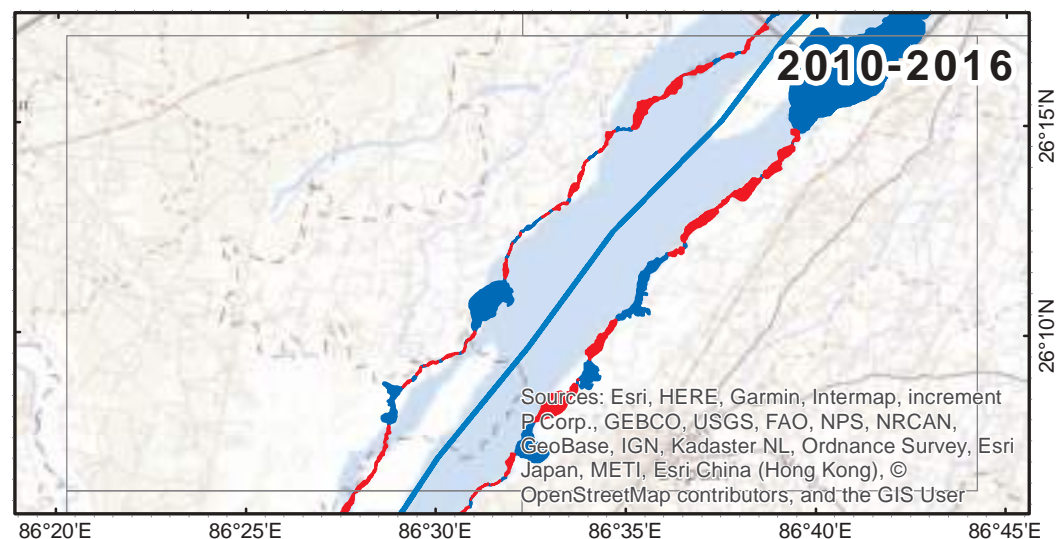 2010-2016
26°15'N
26°10'N
Sources: Esri, HERE, Garmin, Intermap, increment
P Corp., GEBCO, USGS, FAO, NPS, NRCAN,
GeoBase, IGN, Kadaster NL, Ordnance Survey, Esri
Japan, METI, Esri China (Hong Kong), ©
OpenStreetMap contributors, and the GIS User
86°20'E
86°25'E
86°30'E
86°35'E
86°40'E
86°45'E